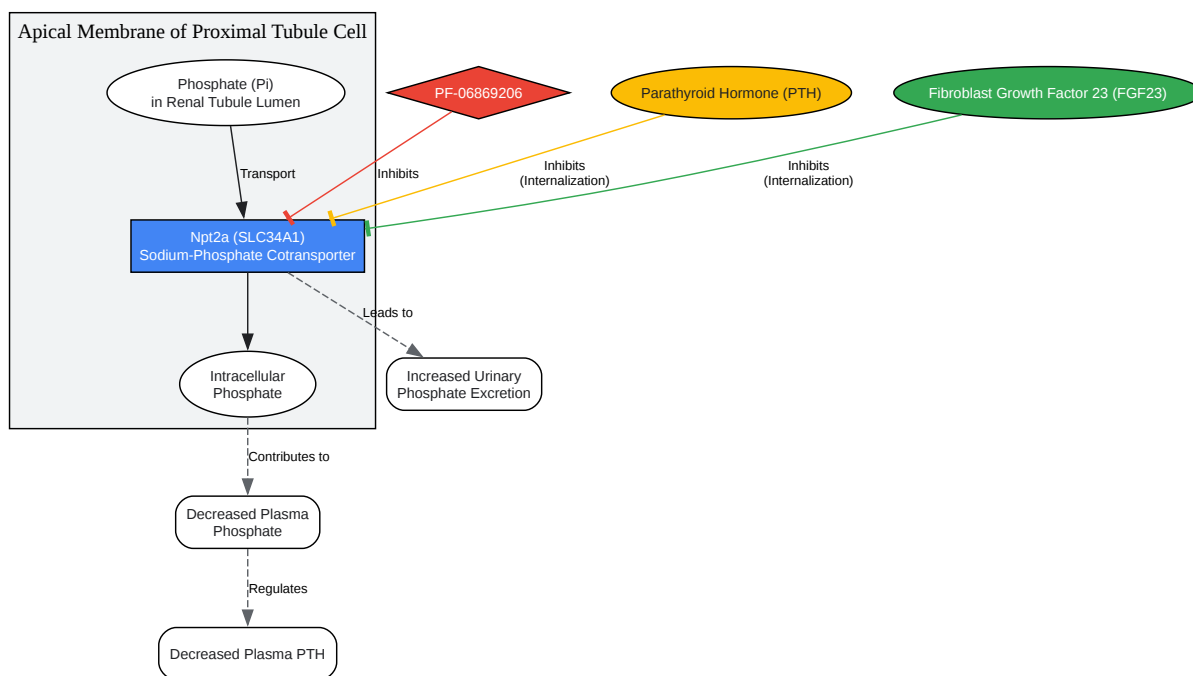 Apical Membrane of Proximal Tubule Cell
Phosphate (Pi)
in Renal Tubule Lumen
PF-06869206
Parathyroid Hormone (PTH)
Fibroblast Growth Factor 23 (FGF23)
Transport
Inhibits
Inhibits
(Internalization)
Inhibits
(Internalization)
Npt2a (SLC34A1)
Sodium-Phosphate Cotransporter
Leads to
Intracellular
Phosphate
Increased Urinary
Phosphate Excretion
Contributes to
Decreased Plasma
Phosphate
Regulates
Decreased Plasma PTH